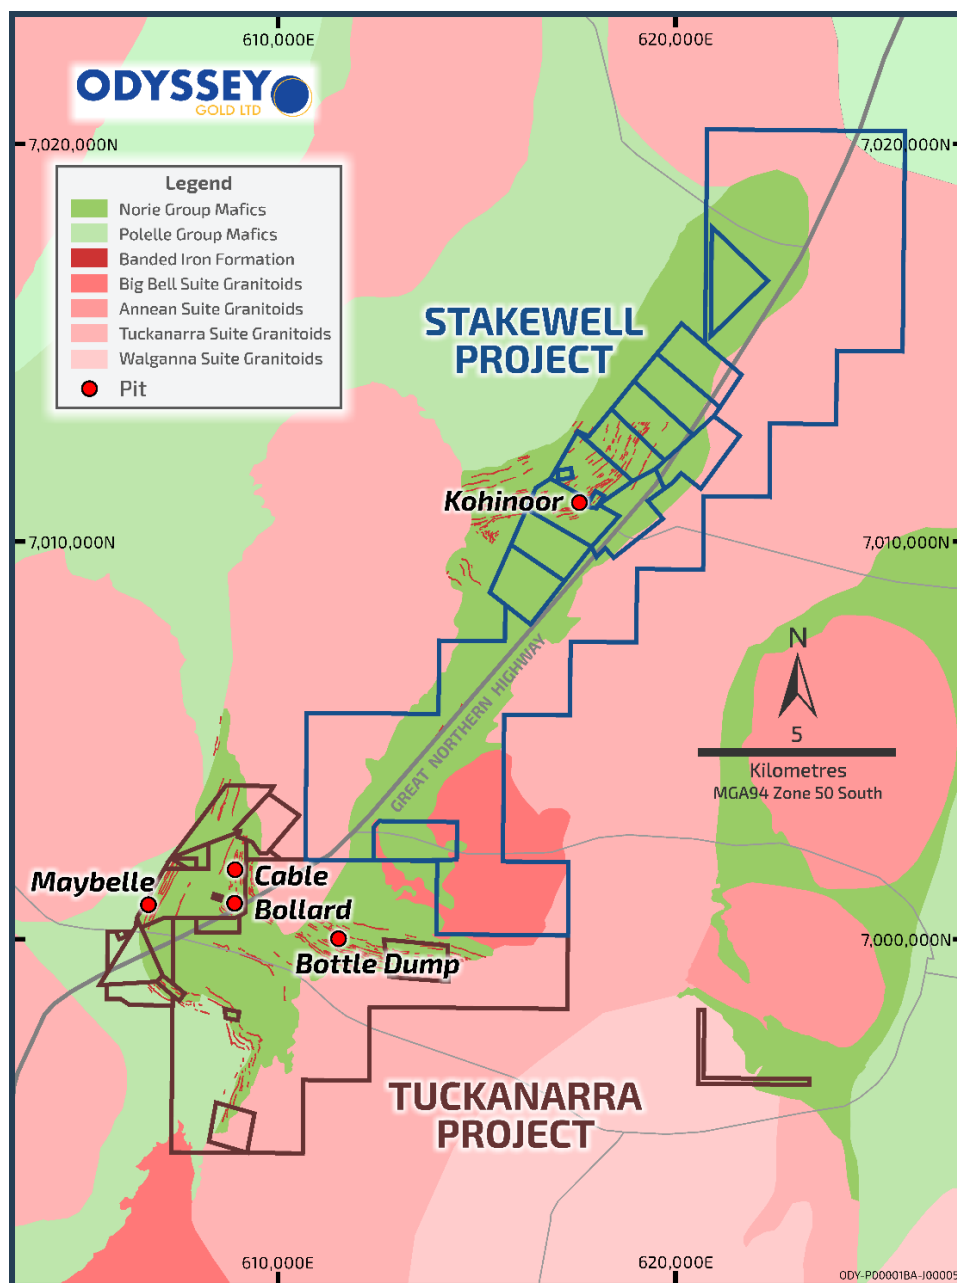 610,000E
620,000E
ODYSSEY
GOLD LTD
7,020,000N
7,020,000N
Legend
Norie Group Mafics
Polelle Group Mafics
Banded Iron Formation
Big Bell Suite Granitoids
Annean Suite Granitoids
Tuckanarra Suite Granitoids
Walganna Suite Granitoids
Pit
STAKEWELL
PROJECT
Kohinoor
7,010,000N
7,010,000N
N
GREAT NORTHERN HIGHWAY
5
Kilometres
MGA94 Zone 50 South
Maybelle
Cable
Bollard
Bottle Dump
7,000,000N
TUCKANARRA
PROJECT
610,000E
620,000E
ODY-P00001BA-J00005